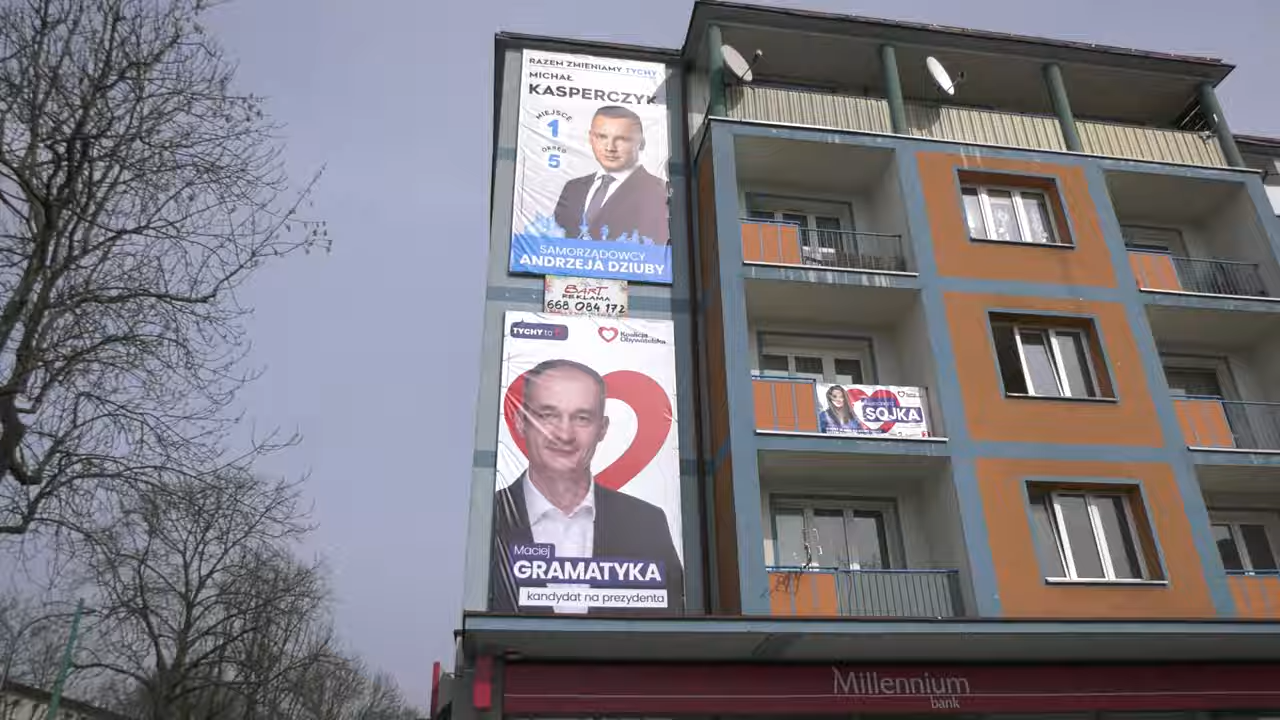 RAZEM ZMIENIAMY TYCHY
MICHAŁ
KASPERCZYK
MIEJSCE
1
OKRĘG
5
SAMORZĄDOWCY
ANDRZEJA DZIUBY
BART
REKLAMA
668 084 172
TYCHY to
Koalicja
Obywatelska
Maciej
GRAMATYKA
kandydat na prezydenta
SOJKA
Millennium
bank